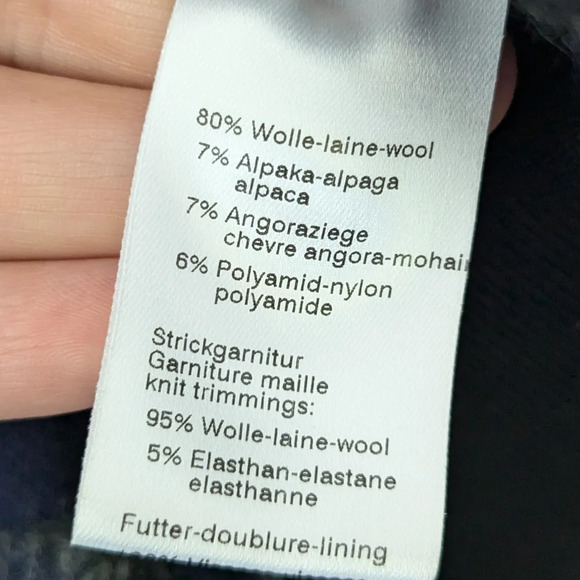 80% Wolle-laine-wool
7% Alpaka-alpaga
alpaca
7% Angoraziege
chevre angora-mohair
6% Polyamid-nylon
polyamide
Strickgarnitur
Garniture maille
knit trimmings:
95% Wolle-laine-wool
5% Elasthan-elastane
elasthanne
Futter-doublure-lining